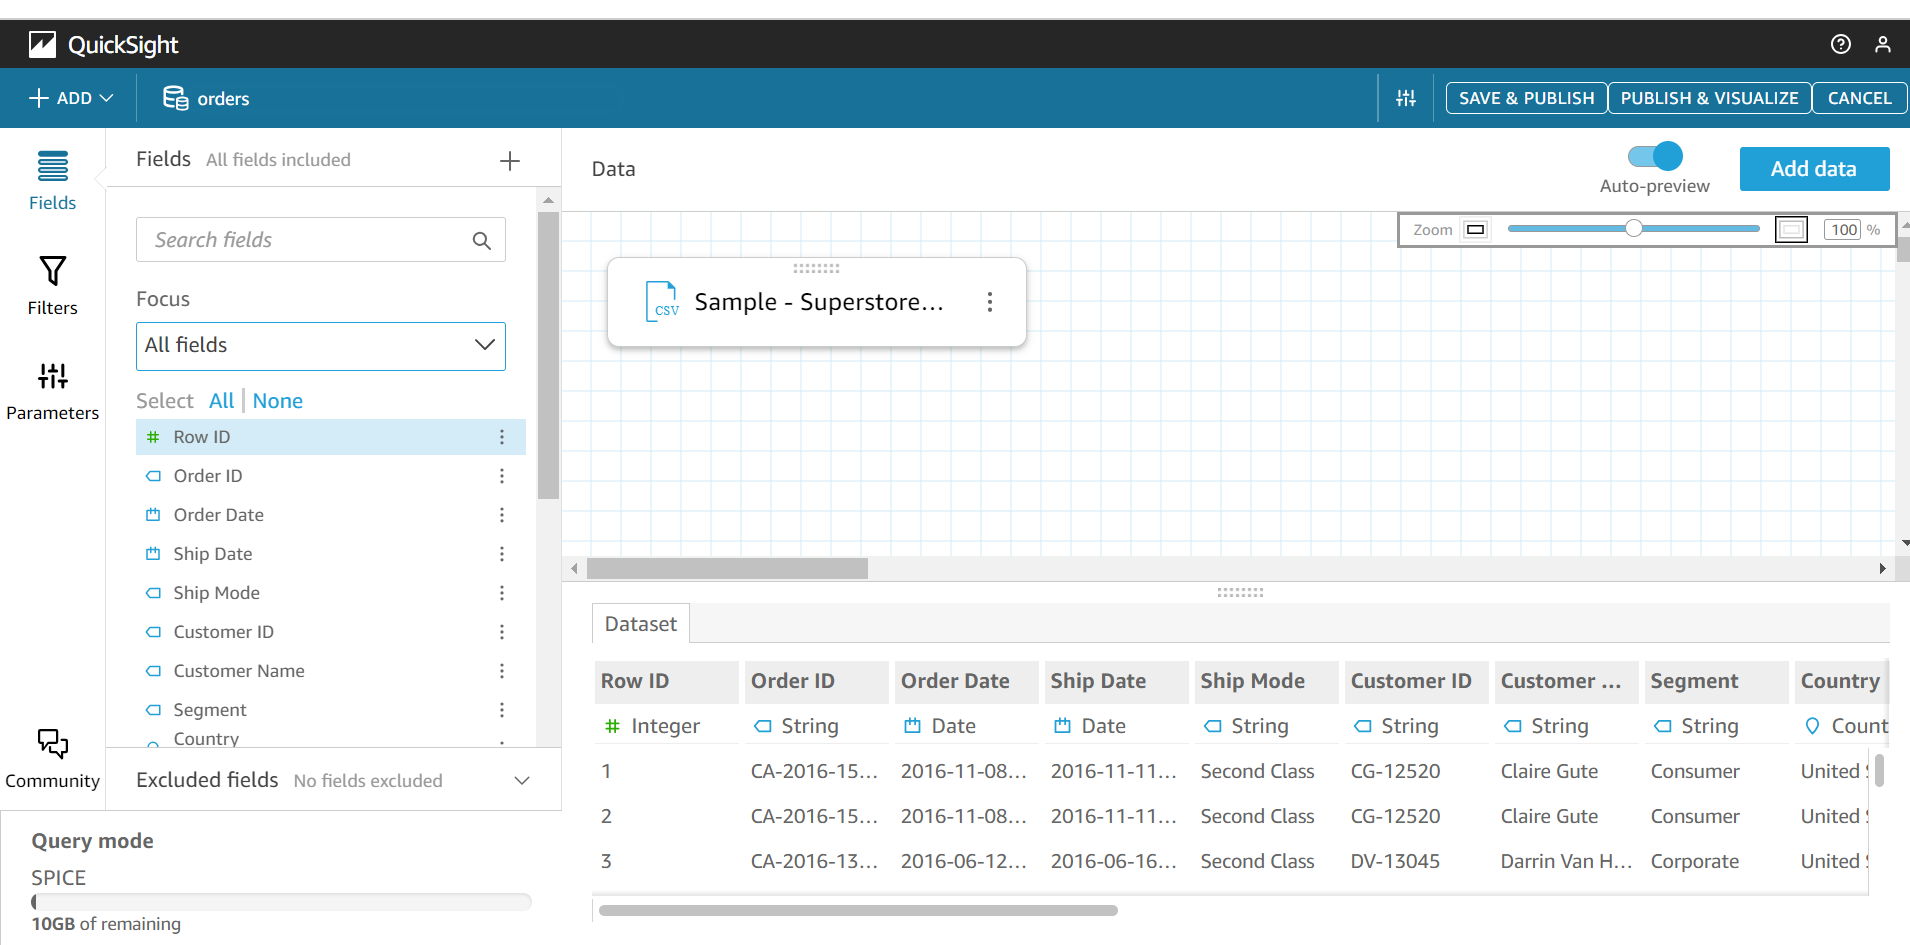 QuickSight
ADD
orders
SAVE & PUBLISH
PUBLISH & VISUALIZE
CANCEL
Fields
Filters
Parameters
Community
Fields All fields included
Search fields
Focus
All fields
Select All None
Row ID
Order ID
Order Date
Ship Date
Ship Mode
Customer ID
Customer Name
Segment
Country
Excluded fields No fields excluded
Query mode
SPICE
10GB of remaining
Data
Auto-preview
Add data
Zoom 100 %
CSV Sample - Superstore...
Dataset
Row ID Order ID Order Date Ship Date Ship Mode Customer ID Customer ... Segment Country
# Integer String Date Date String String String String Count
1 CA-2016-15... 2016-11-08... 2016-11-11... Second Class CG-12520 Claire Gute Consumer United
2 CA-2016-15... 2016-11-08... 2016-11-11... Second Class CG-12520 Claire Gute Consumer United
3 CA-2016-13... 2016-06-12... 2016-06-16... Second Class DV-13045 Darrin Van H... Corporate United